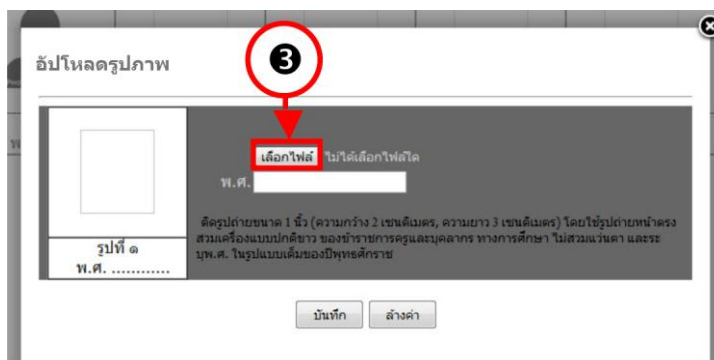 ❸
อัปโหลดรูปภาพ
เลือกไฟล์ ไม่ได้เลือกไฟล์ใด
พ.ศ.
ติดรูปถ่ายขนาด 1 นิ้ว (ความกว้าง 2 เซนติเมตร, ความยาว 3 เซนติเมตร) โดยใช้รูปถ่ายหน้าตรง
สวมเครื่องแบบปกติขาว ของข้าราชการครูและบุคลากร ทางการศึกษา ไม่สวมแว่นตา และระ
บุพ.ศ. ในรูปแบบเต็มของปีพุทธศักราช
รูปที่ ๑
พ.ศ. ............
บันทึก ล้างค่า